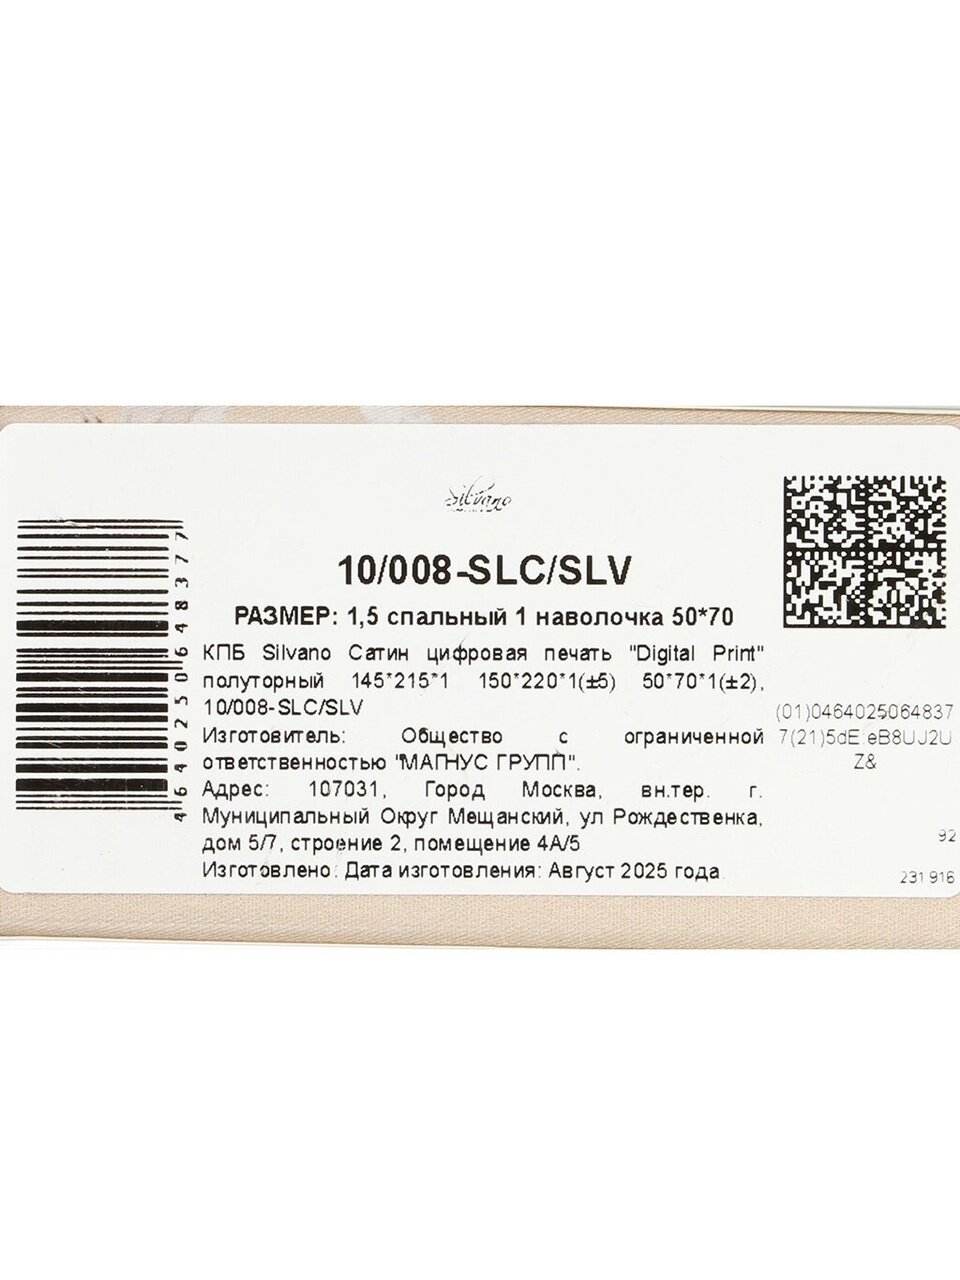 Silvano
10/008-SLC/SLV
РАЗМЕР: 1,5 спальный 1 наволочка 50*70
КПБ Silvano Сатин цифровая печать "Digital Print"
полуторный 145*215*1 150*220*1(±5) 50*70*1(±2),
10/008-SLC/SLV
Изготовитель: Общество с ограниченной
ответственностью "МАГНУС ГРУПП".
Адрес: 107031, Город Москва, вн.тер. г.
Муниципальный Округ Мещанский, ул Рождественка,
дом 5/7, строение 2, помещение 4А/5
Изготовлено: Дата изготовления: Август 2025 года.
4640250648377
(01)0464025064837
7(21)5dE:eB8UJ2U
Z&
92
231 916